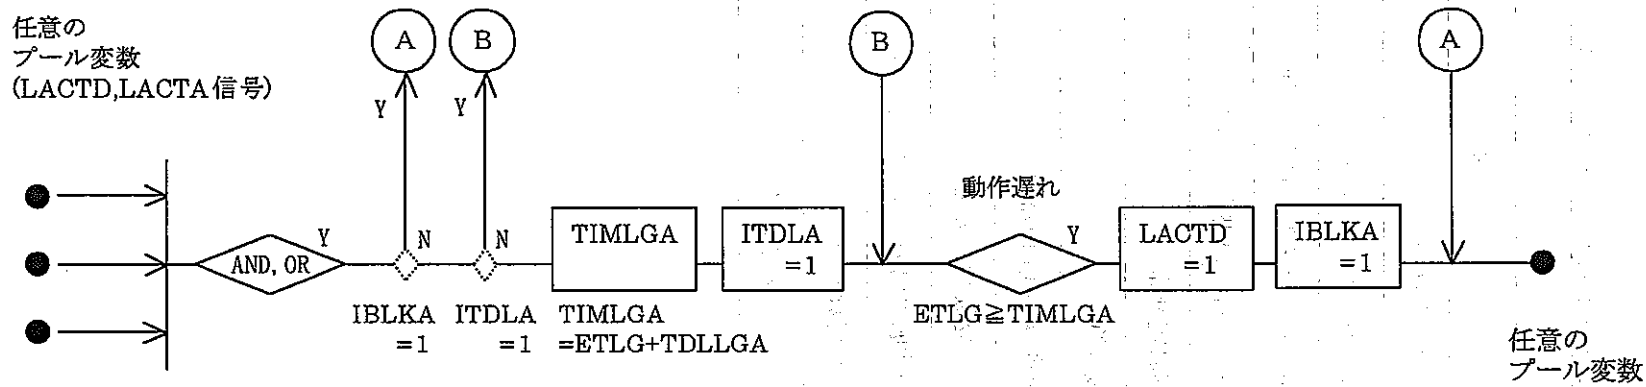 任意の
プール変数
(LACTD,LACTA信号)
A
B
B
A
Y
Y
動作遅れ
Y
N
N
Y
AND, OR
TIMLGA
ITDLA
=1
LACTD
=1
IBLKA
=1
IBLKA
=1
ITDLA
=1
TIMLGA
=ETLG+TDLLGA
ETLG≧TIMLGA
任意の
プール変数